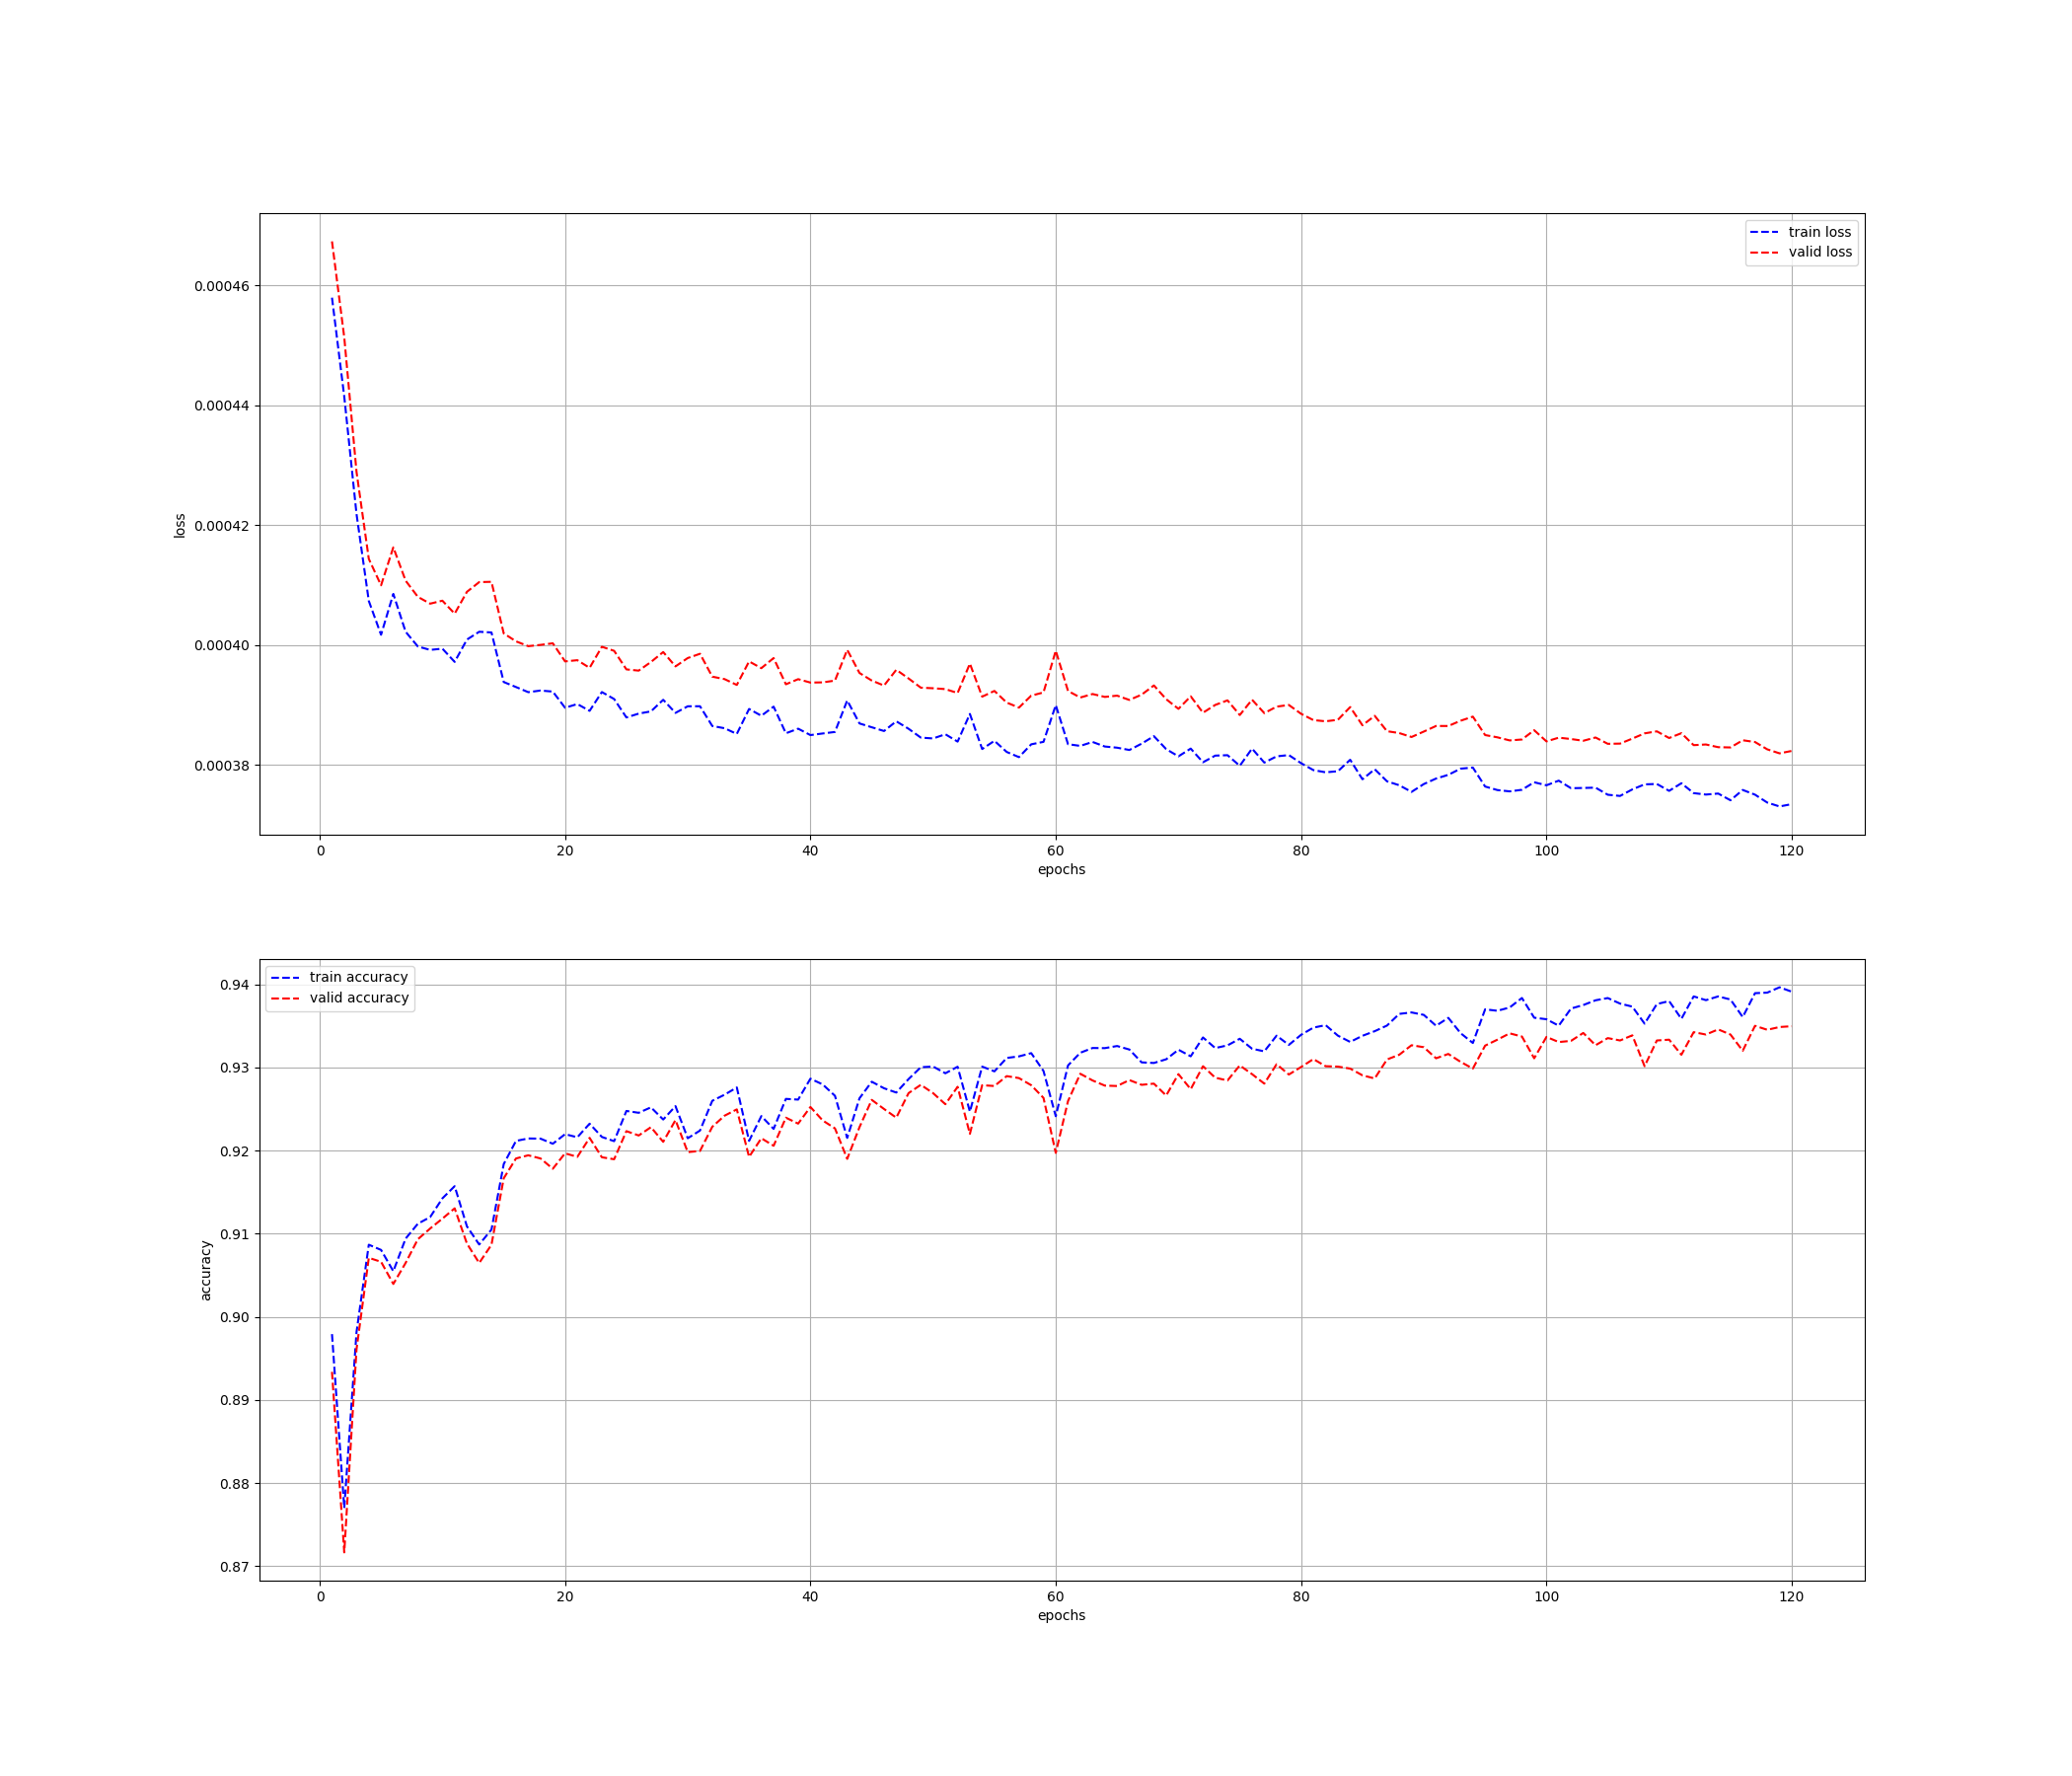 train loss
valid loss
0.00046
0.00044
0.00042
0.00040
0.00038
loss
0 20 40 60 80 100 120
epochs
train accuracy
valid accuracy
0.94
0.93
0.92
0.91
0.90
0.89
0.88
0.87
accuracy
0 20 40 60 80 100 120
epochs